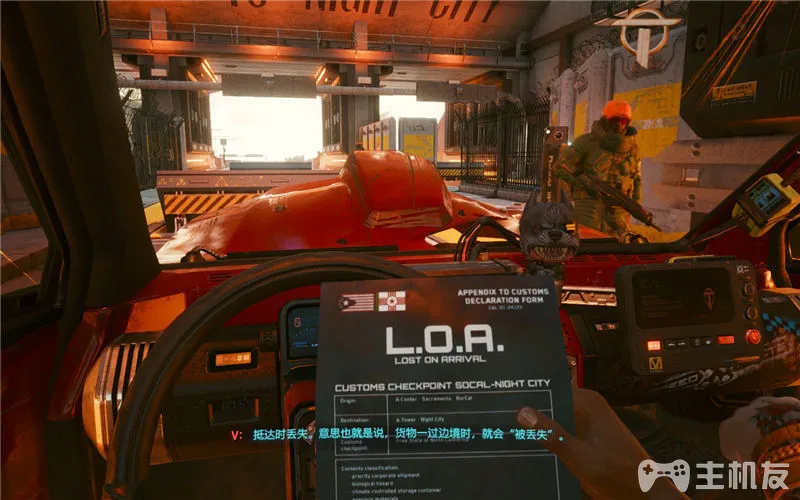 TO NIGHT CITY
APPENDIX TO CUSTOMS
DECLARATION FORM
L.O.A.
LOST ON ARRIVAL
CUSTOMS CHECKPOINT SOCAL-NIGHT CITY
Origin: A-Center · Sacramento · NorCal
Destination: A-Tower · Night City
Customs checkpoint: Free State of North California
V: 抵达时丢失。意思也就是说，货物一过边境时，就会“被丢失”。
Contents classification:
- priority corporate shipment
- biological hazard
- climate controlled storage container
主机友